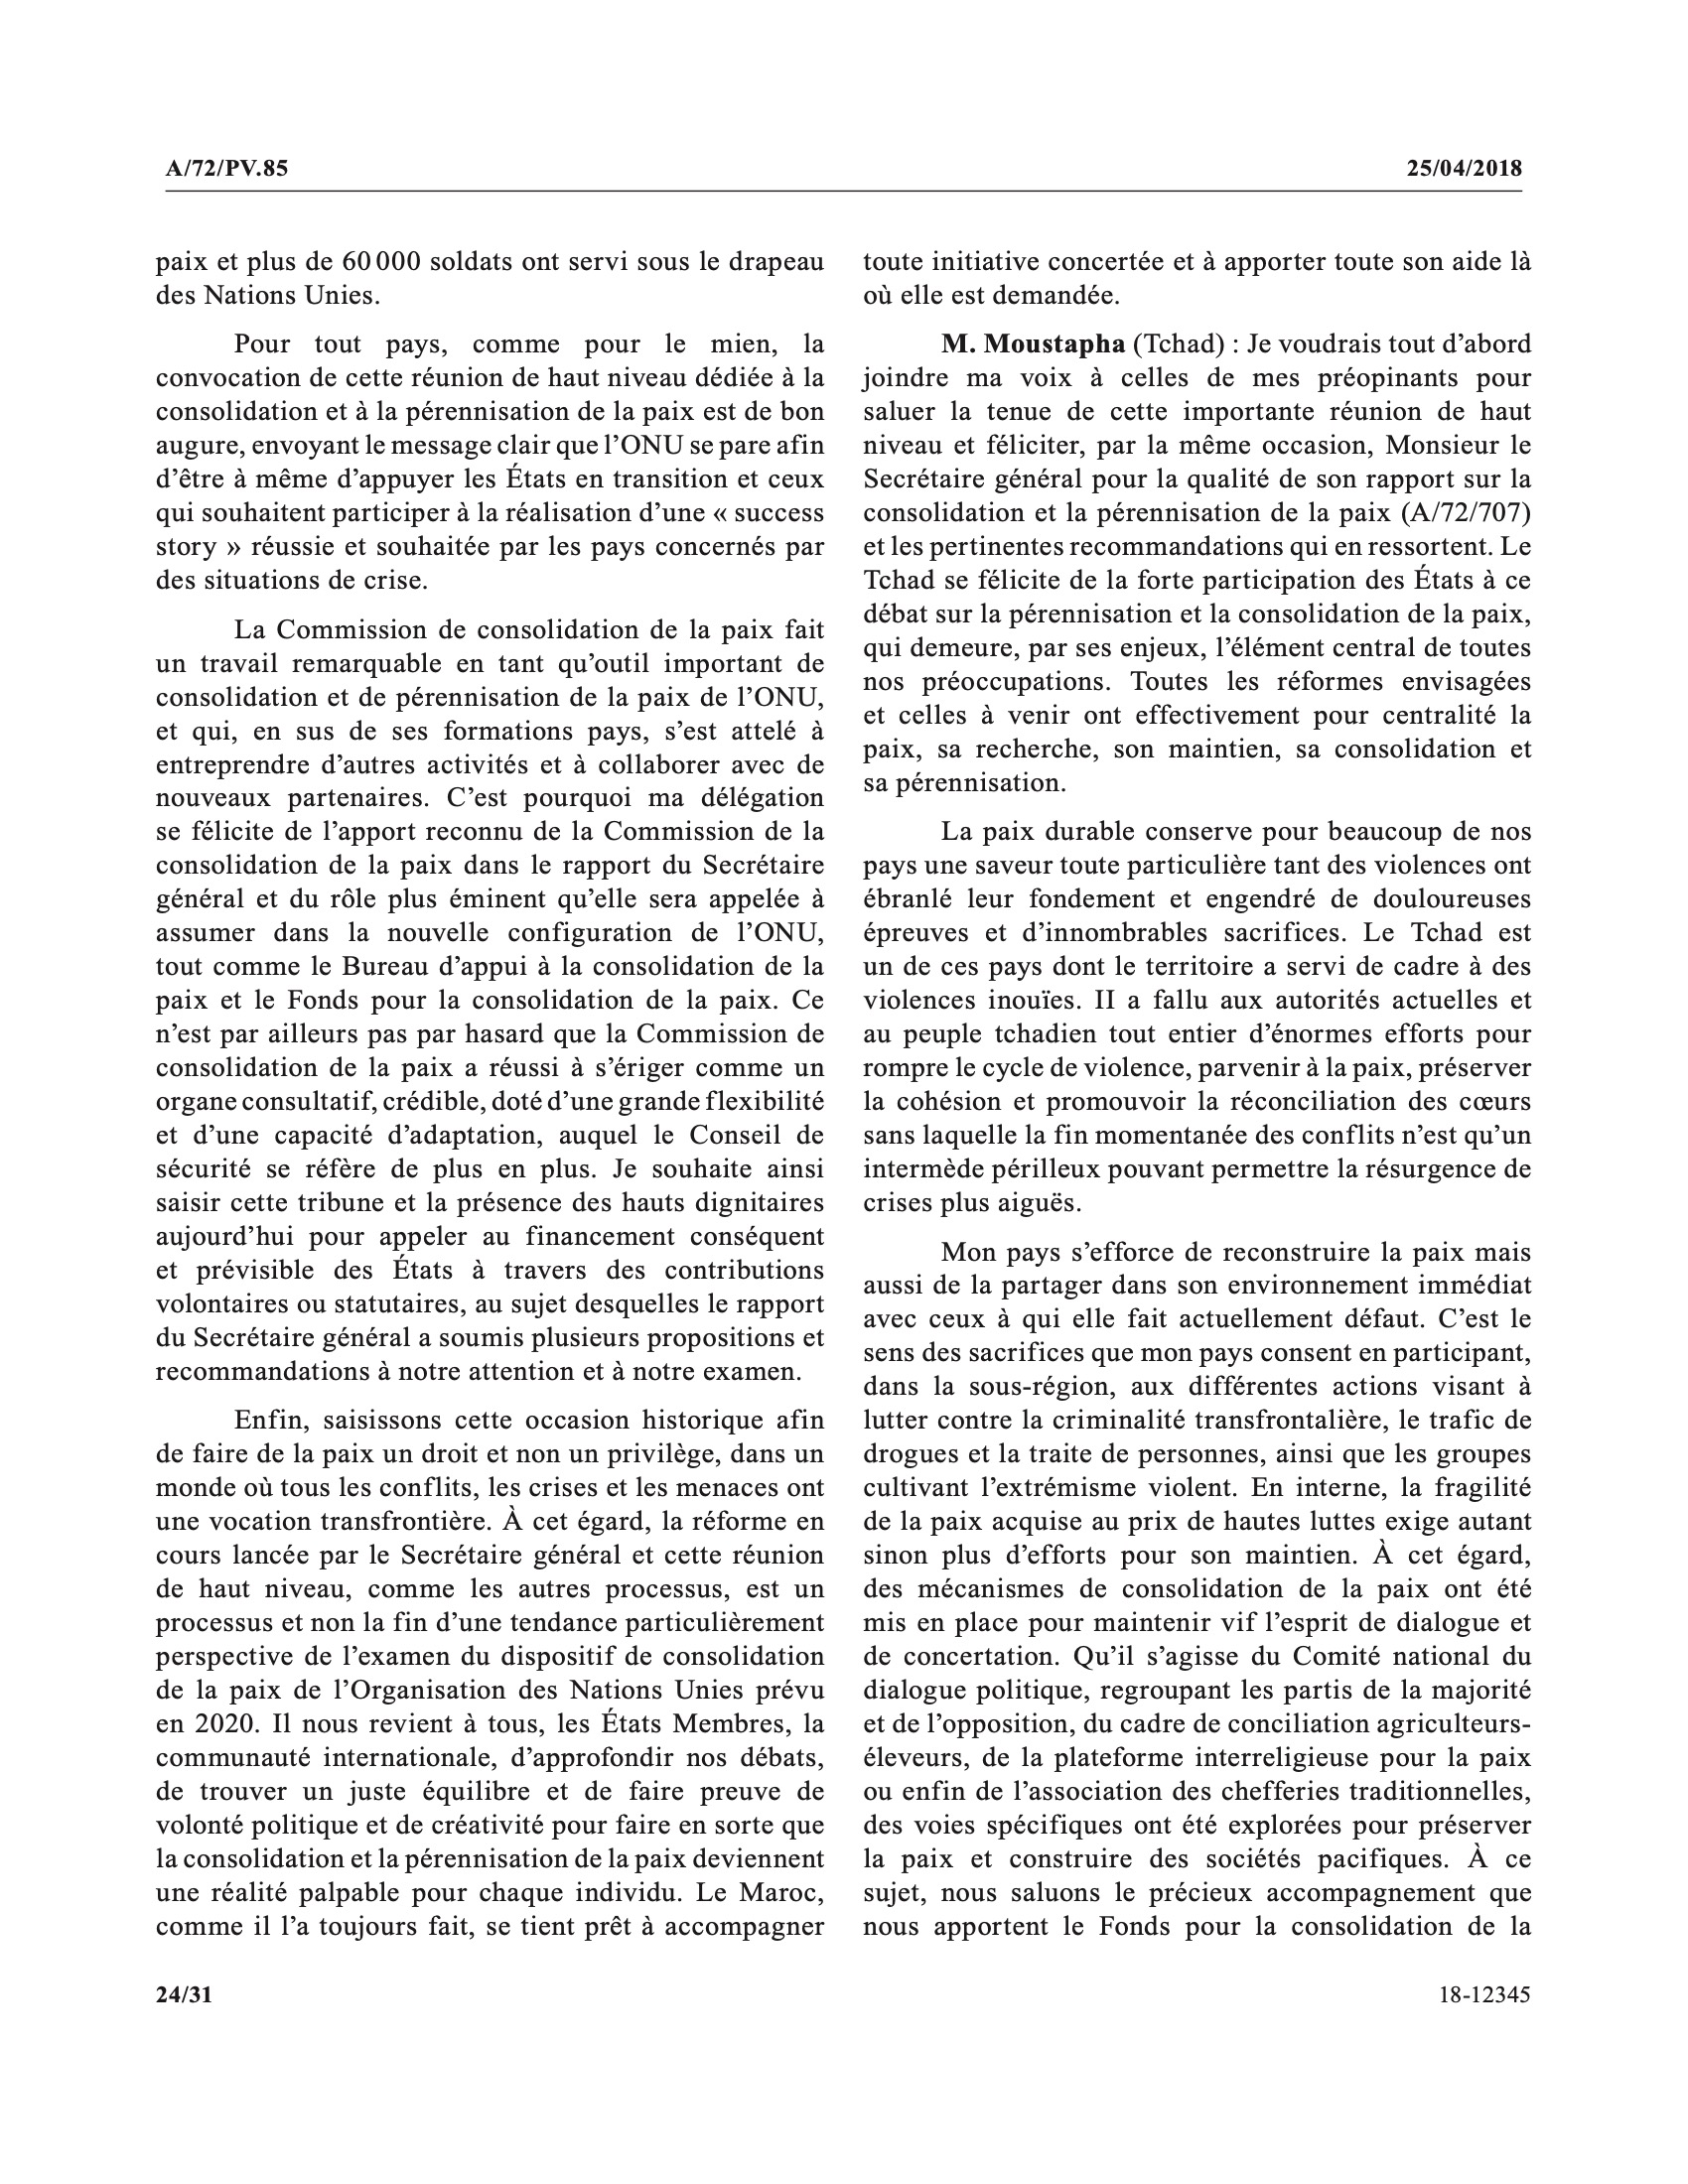 A/72/PV.85
25/04/2018
paix et plus de 60 000 soldats ont servi sous le drapeau
des Nations Unies.
Pour tout pays, comme pour le mien, la
convocation de cette réunion de haut niveau dédiée à la
consolidation et à la pérennisation de la paix est de bon
augure, envoyant le message clair que l’ONU se pare afin
d’être à même d’appuyer les États en transition et ceux
qui souhaitent participer à la réalisation d’une « success
story » réussie et souhaitée par les pays concernés par
des situations de crise.
La Commission de consolidation de la paix fait
un travail remarquable en tant qu’outil important de
consolidation et de pérennisation de la paix de l’ONU,
et qui, en sus de ses formations pays, s’est attelé à
entreprendre d’autres activités et à collaborer avec de
nouveaux partenaires. C’est pourquoi ma délégation
se félicite de l’apport reconnu de la Commission de la
consolidation de la paix dans le rapport du Secrétaire
général et du rôle plus éminent qu’elle sera appelée à
assumer dans la nouvelle configuration de l’ONU,
tout comme le Bureau d’appui à la consolidation de la
paix et le Fonds pour la consolidation de la paix. Ce
n’est par ailleurs pas par hasard que la Commission de
consolidation de la paix a réussi à s’ériger comme un
organe consultatif, crédible, doté d’une grande flexibilité
et d’une capacité d’adaptation, auquel le Conseil de
sécurité se réfère de plus en plus. Je souhaite ainsi
saisir cette tribune et la présence des hauts dignitaires
aujourd’hui pour appeler au financement conséquent
et prévisible des États à travers des contributions
volontaires ou statutaires, au sujet desquelles le rapport
du Secrétaire général a soumis plusieurs propositions et
recommandations à notre attention et à notre examen.
Enfin, saisissons cette occasion historique afin
de faire de la paix un droit et non un privilège, dans un
monde où tous les conflits, les crises et les menaces ont
une vocation transfrontière. À cet égard, la réforme en
cours lancée par le Secrétaire général et cette réunion
de haut niveau, comme les autres processus, est un
processus et non la fin d’une tendance particulièrement
perspective de l’examen du dispositif de consolidation
de la paix de l’Organisation des Nations Unies prévu
en 2020. Il nous revient à tous, les États Membres, la
communauté internationale, d’approfondir nos débats,
de trouver un juste équilibre et de faire preuve de
volonté politique et de créativité pour faire en sorte que
la consolidation et la pérennisation de la paix deviennent
une réalité palpable pour chaque individu. Le Maroc,
comme il l’a toujours fait, se tient prêt à accompagner
toute initiative concertée et à apporter toute son aide là
où elle est demandée.
M. Moustapha (Tchad) : Je voudrais tout d’abord
joindre ma voix à celles de mes préopinants pour
saluer la tenue de cette importante réunion de haut
niveau et féliciter, par la même occasion, Monsieur le
Secrétaire général pour la qualité de son rapport sur la
consolidation et la pérennisation de la paix (A/72/707)
et les pertinentes recommandations qui en ressortent. Le
Tchad se félicite de la forte participation des États à ce
débat sur la pérennisation et la consolidation de la paix,
qui demeure, par ses enjeux, l’élément central de toutes
nos préoccupations. Toutes les réformes envisagées
et celles à venir ont effectivement pour centralité la
paix, sa recherche, son maintien, sa consolidation et
sa pérennisation.
La paix durable conserve pour beaucoup de nos
pays une saveur toute particulière tant des violences ont
ébranlé leur fondement et engendré de douloureuses
épreuves et d’innombrables sacrifices. Le Tchad est
un de ces pays dont le territoire a servi de cadre à des
violences inouïes. II a fallu aux autorités actuelles et
au peuple tchadien tout entier d’énormes efforts pour
rompre le cycle de violence, parvenir à la paix, préserver
la cohésion et promouvoir la réconciliation des cœurs
sans laquelle la fin momentanée des conflits n’est qu’un
intermède périlleux pouvant permettre la résurgence de
crises plus aiguës.
Mon pays s’efforce de reconstruire la paix mais
aussi de la partager dans son environnement immédiat
avec ceux à qui elle fait actuellement défaut. C’est le
sens des sacrifices que mon pays consent en participant,
dans la sous-région, aux différentes actions visant à
lutter contre la criminalité transfrontalière, le trafic de
drogues et la traite de personnes, ainsi que les groupes
cultivant l’extrémisme violent. En interne, la fragilité
de la paix acquise au prix de hautes luttes exige autant
sinon plus d’efforts pour son maintien. À cet égard,
des mécanismes de consolidation de la paix ont été
mis en place pour maintenir vif l’esprit de dialogue et
de concertation. Qu’il s’agisse du Comité national du
dialogue politique, regroupant les partis de la majorité
et de l’opposition, du cadre de conciliation agriculteurs-
éleveurs, de la plateforme interreligieuse pour la paix
ou enfin de l’association des chefferies traditionnelles,
des voies spécifiques ont été explorées pour préserver
la paix et construire des sociétés pacifiques. À ce
sujet, nous saluons le précieux accompagnement que
nous apportent le Fonds pour la consolidation de la
24/31
18-12345